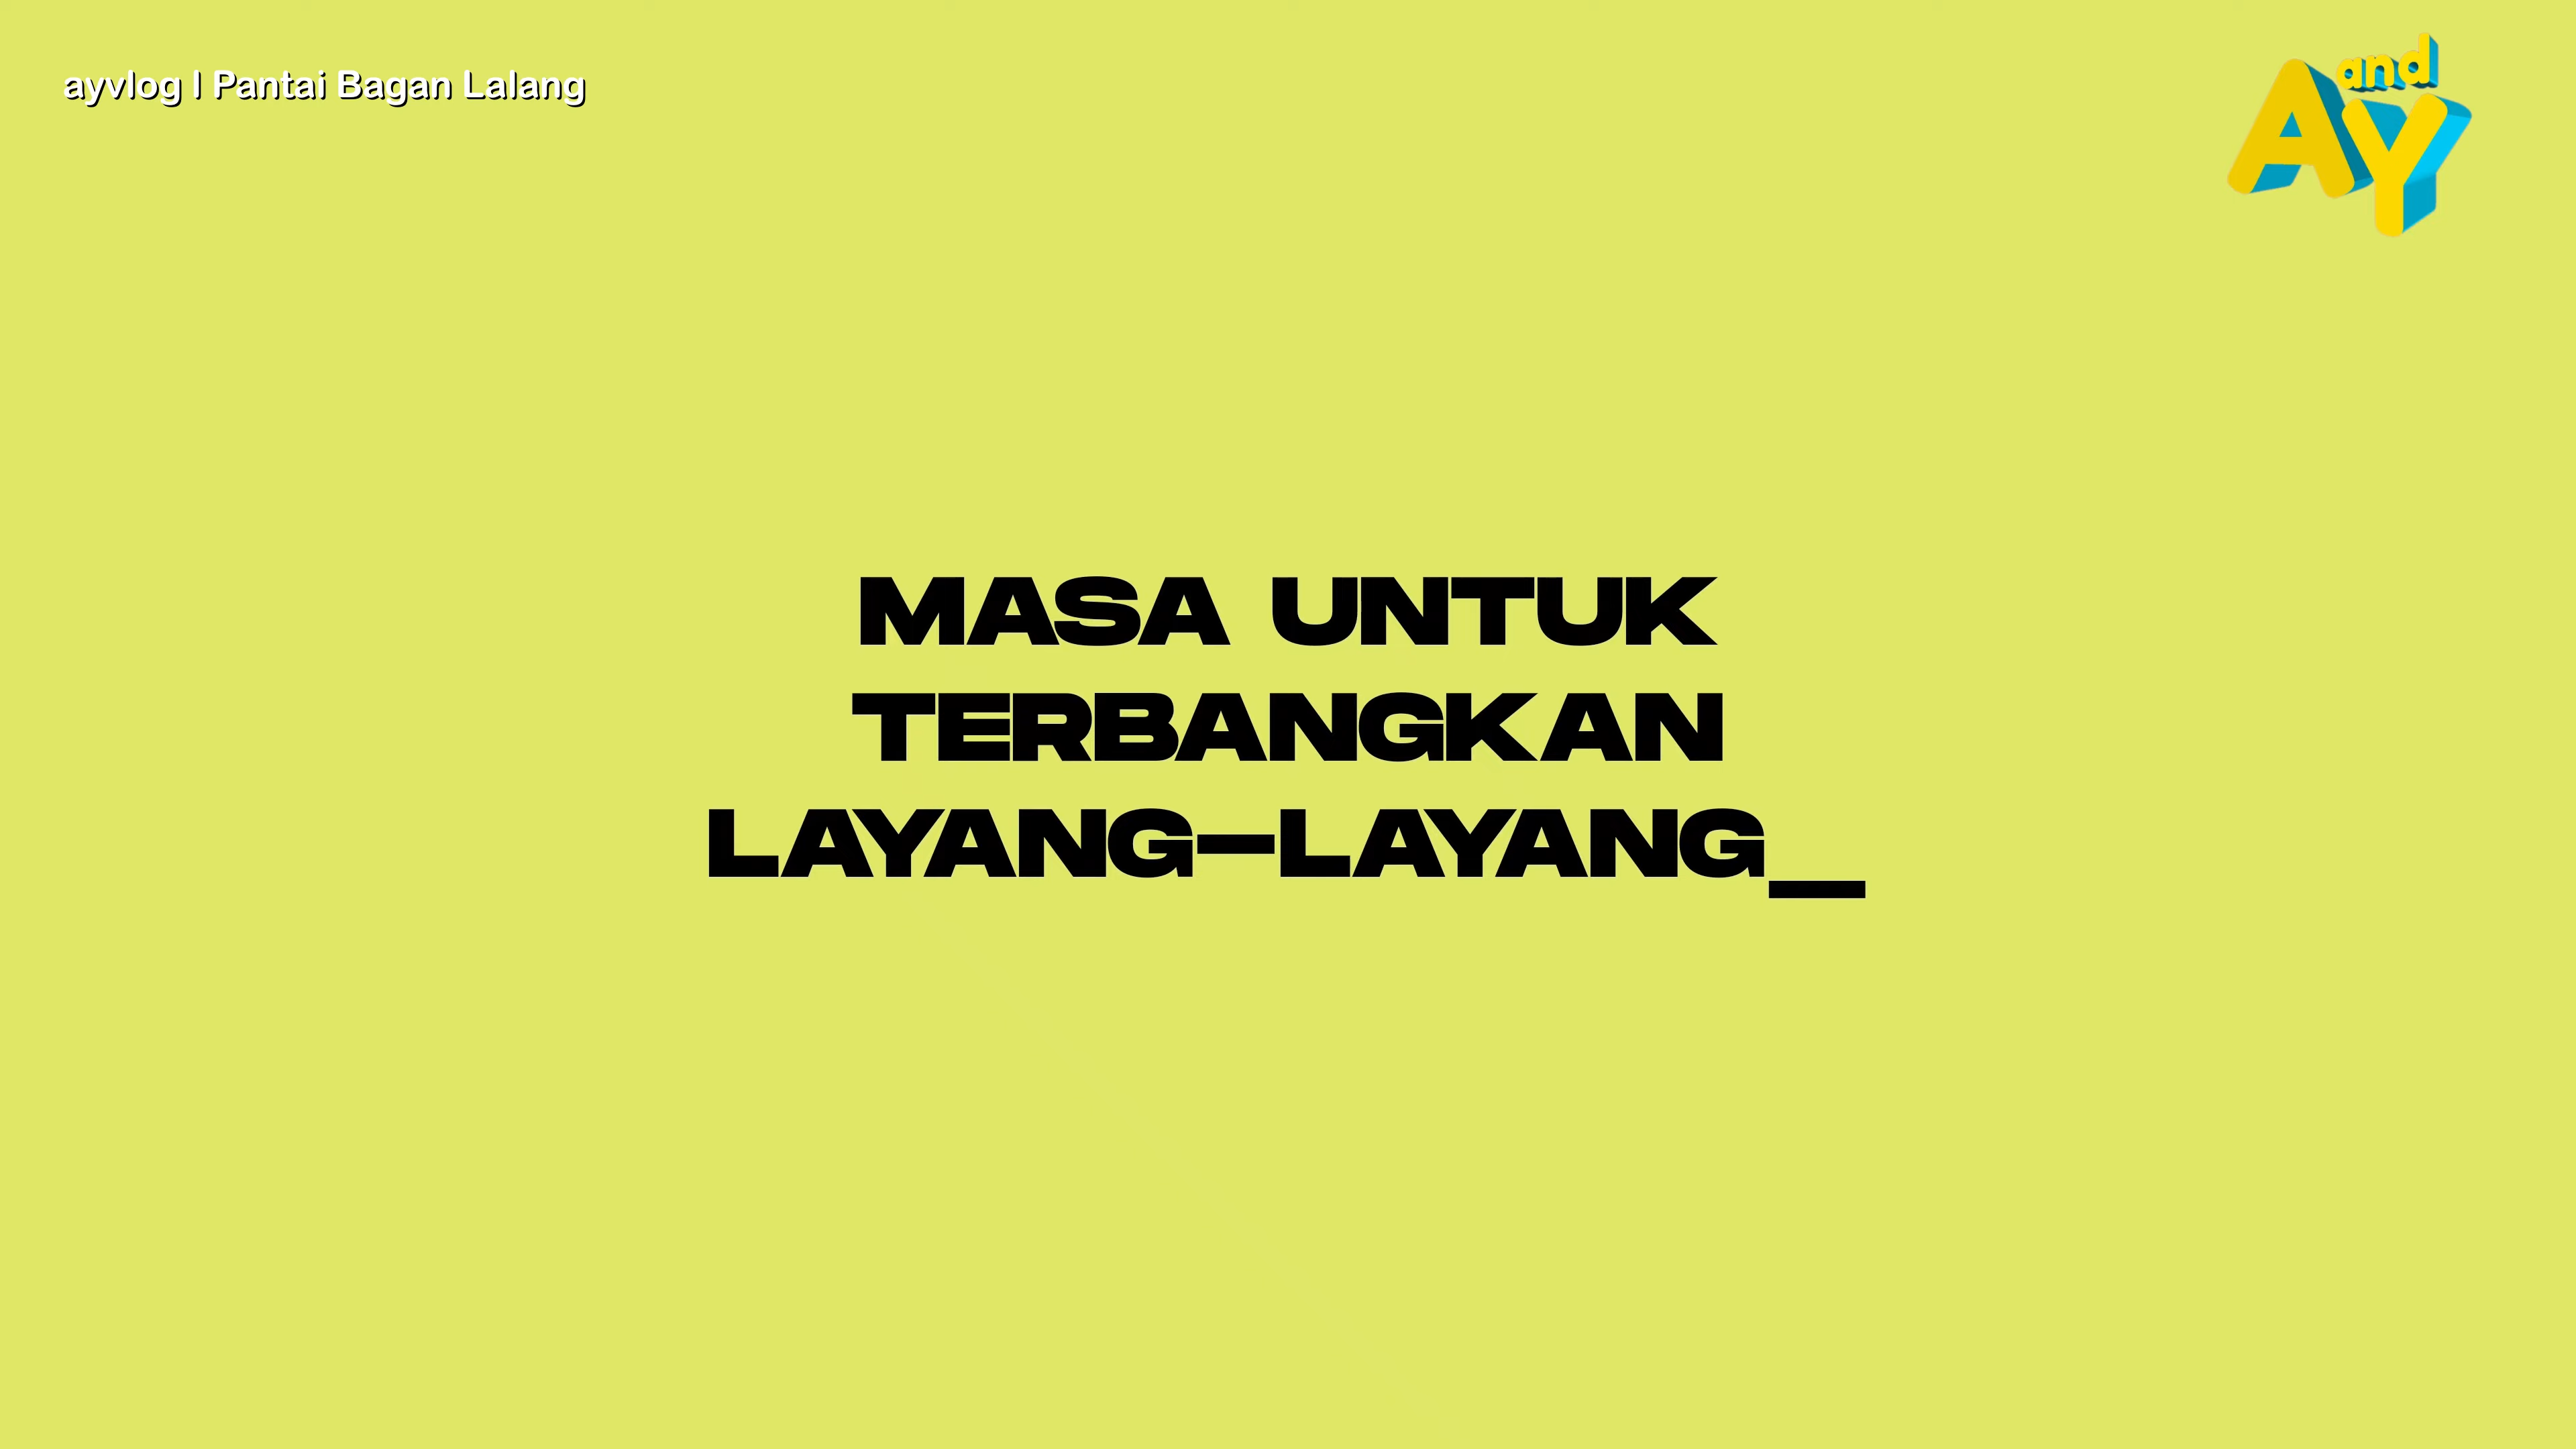 ayvlog | Pantai Bagan Lalang
and
AY
MASA UNTUK
TERBANGKAN
LAYANG-LAYANG_